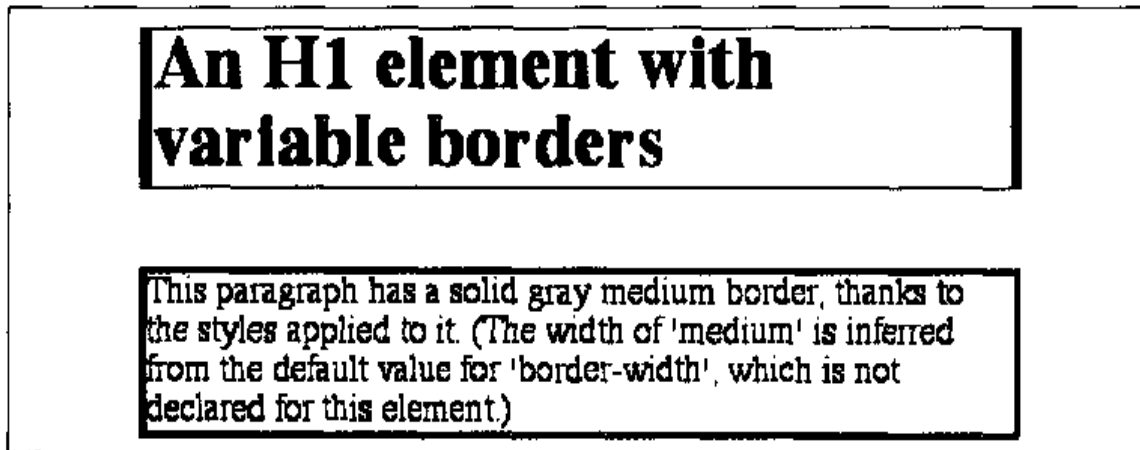 An H1 element with
variable borders
This paragraph has a solid gray medium border, thanks to
the styles applied to it. (The width of 'medium' is inferred
from the default value for 'border-width', which is not
declared for this element.)